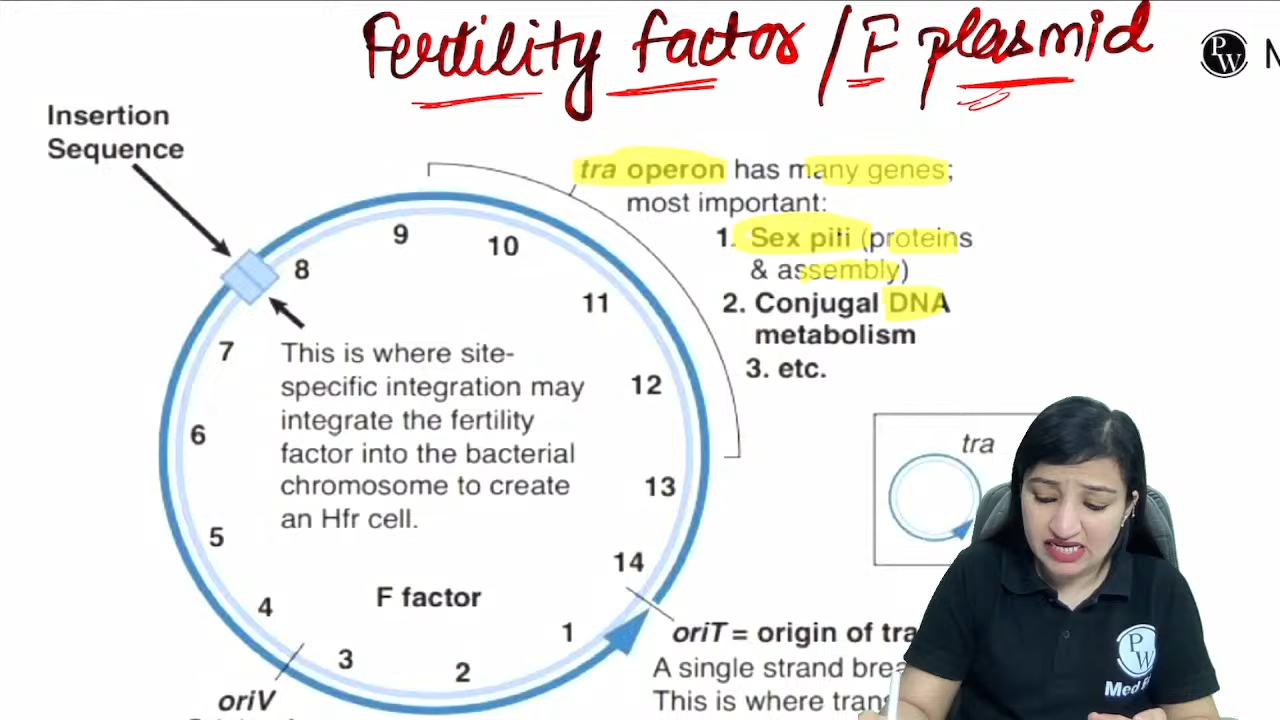 Fertility factor / F plasmid
PW
Insertion
Sequence
tra operon has many genes;
most important:
1. Sex pili (proteins
& assembly)
2. Conjugal DNA
metabolism
3. etc.
9
10
8
11
7
This is where site-
specific integration may
integrate the fertility
factor into the bacterial
chromosome to create
an Hfr cell.
12
6
13
5
14
4
F factor
3
2
1
tra
oriT = origin of
A single strand
This is where
oriV
PW
Med